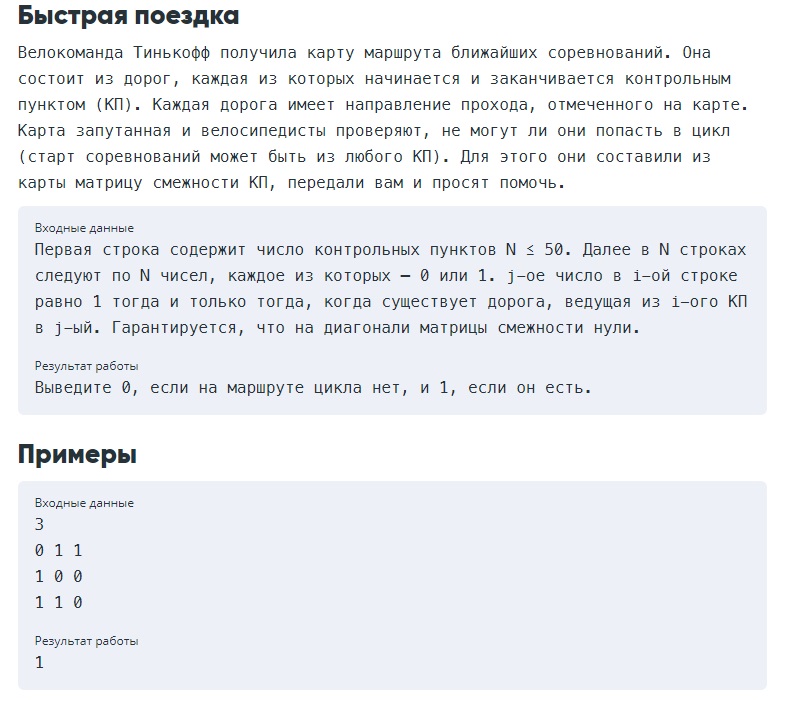 Быстрая поездка
Велокоманда Тинькофф получила карту маршрута ближайших соревнований. Она
состоит из дорог, каждая из которых начинается и заканчивается контрольным
пунктом (КП). Каждая дорога имеет направление прохода, отмеченного на карте.
Карта запутанная и велосипедисты проверяют, не могут ли они попасть в цикл
(старт соревнований может быть из любого КП). Для этого они составили из
карты матрицу смежности КП, передали вам и просят помочь.
Входные данные
Первая строка содержит число контрольных пунктов N ≤ 50. Далее в N строках
следуют по N чисел, каждое из которых — 0 или 1. j-ое число в i-ой строке
равно 1 тогда и только тогда, когда существует дорога, ведущая из i-ого КП
в j-ый. Гарантируется, что на диагонали матрицы смежности нули.
Результат работы
Выведите 0, если на маршруте цикла нет, и 1, если он есть.
Примеры
Входные данные
3
0 1 1
1 0 0
1 1 0
Результат работы
1